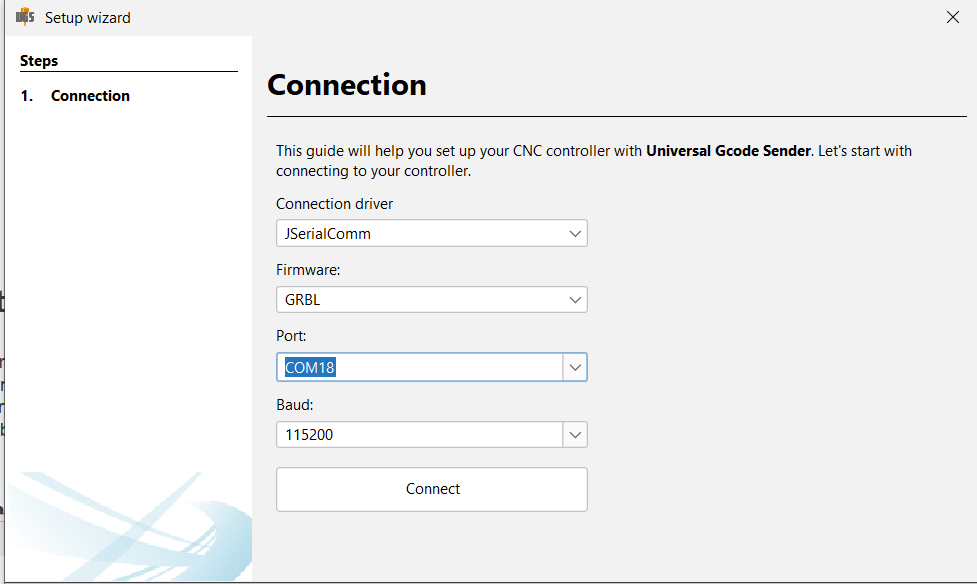 UGS Setup wizard
Steps
1. Connection
Connection
This guide will help you set up your CNC controller with Universal Gcode Sender. Let's start with
connecting to your controller.
Connection driver
JSerialComm
Firmware:
GRBL
Port:
COM18
Baud:
115200
Connect